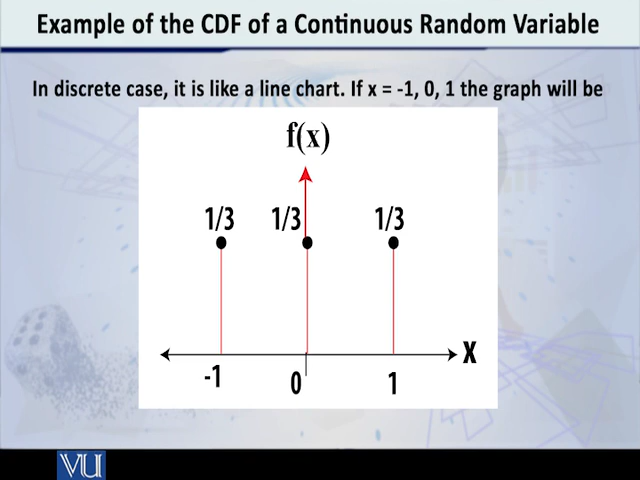 Example of the CDF of a Continuous Random Variable
In discrete case, it is like a line chart. If x = -1, 0, 1 the graph will be
f(x)
1/3 1/3 1/3
X
-1 0 1
VU